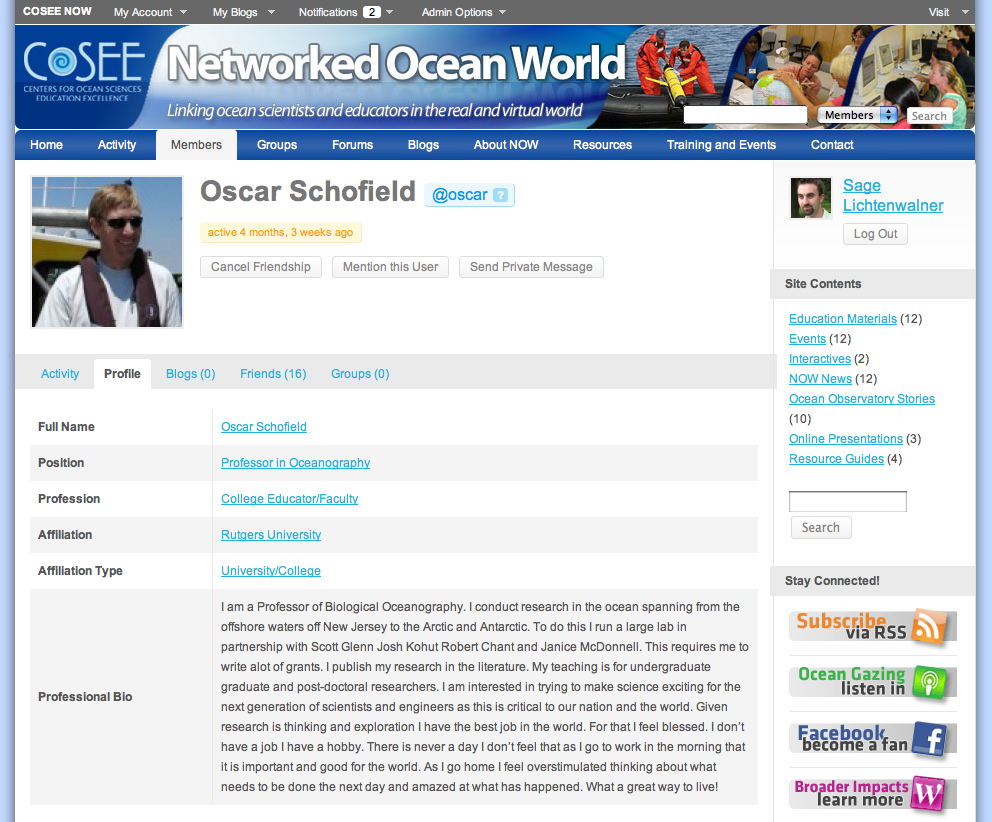 COSEE NOW My Account My Blogs Notifications 2 Admin Options Visit
COSEE
CENTERS FOR OCEAN SCIENCES
EDUCATION EXCELLENCE
Networked Ocean World
Linking ocean scientists and educators in the real and virtual world
Members Search
Home Activity Members Groups Forums Blogs About NOW Resources Training and Events Contact
Oscar Schofield @oscar ?
active 4 months, 3 weeks ago
Cancel Friendship Mention this User Send Private Message
Activity Profile Blogs (0) Friends (16) Groups (0)
Full Name Oscar Schofield
Position Professor in Oceanography
Profession College Educator/Faculty
Affiliation Rutgers University
Affiliation Type University/College
Professional Bio
I am a Professor of Biological Oceanography. I conduct research in the ocean spanning from the
offshore waters off New Jersey to the Arctic and Antarctic. To do this I run a large lab in
partnership with Scott Glenn Josh Kohut Robert Chant and Janice McDonnell. This requires me to
write alot of grants. I publish my research in the literature. My teaching is for undergraduate
graduate and post-doctoral researchers. I am interested in trying to make science exciting for the
next generation of scientists and engineers as this is critical to our nation and the world. Given
research is thinking and exploration I have the best job in the world. For that I feel blessed. I don’t
have a job I have a hobby. There is never a day I don’t feel that as I go to work in the morning that
it is important and good for the world. As I go home I feel overstimulated thinking about what
needs to be done the next day and amazed at what has happened. What a great way to live!
Sage
Lichtenwalner
Log Out
Site Contents
Education Materials (12)
Events (12)
Interactives (2)
NOW News (12)
Ocean Observatory Stories
(10)
Online Presentations (3)
Resource Guides (4)
Search
Stay Connected!
Subscribe
via RSS
Ocean Gazing
listen in
Facebook
become a fan
Broader Impacts
learn more